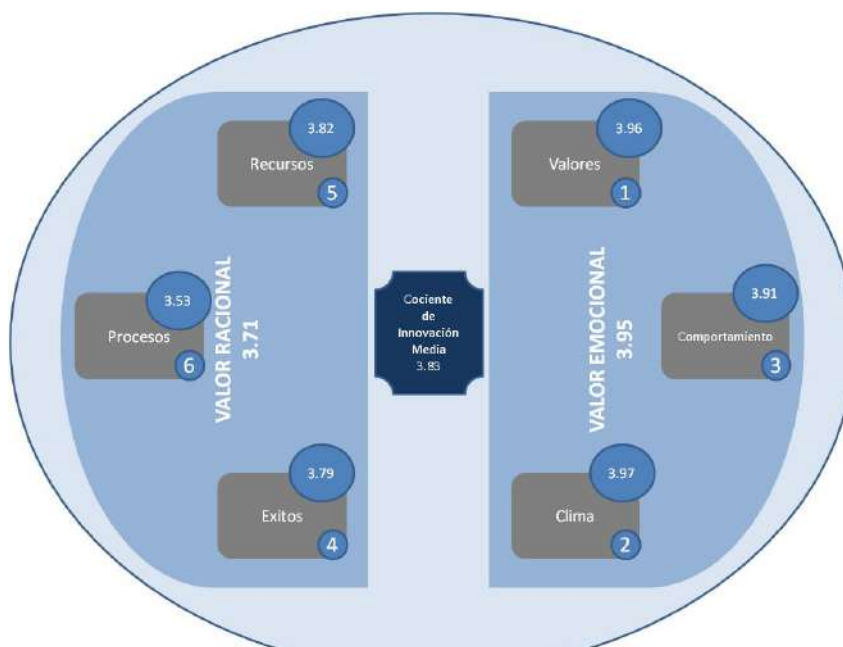 3.82
Recursos
5
3.53
Procesos
6
3.79
Exitos
4
VALOR RACIONAL
3.71
Cociente
de
Innovación
Media
3.83
VALOR EMOCIONAL
3.95
3.96
Valores
1
3.91
Comportamiento
3
3.97
Clima
2